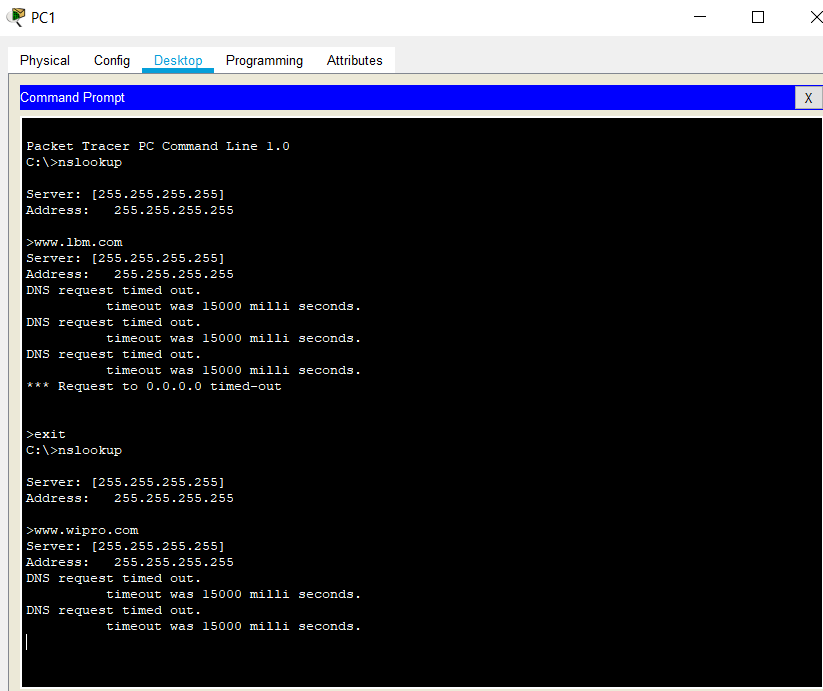 PC1
Physical Config Desktop Programming Attributes
Command Prompt
X
Packet Tracer PC Command Line 1.0
C:\>nslookup
Server: [255.255.255.255]
Address: 255.255.255.255
>www.lbm.com
Server: [255.255.255.255]
Address: 255.255.255.255
DNS request timed out.
timeout was 15000 milli seconds.
DNS request timed out.
timeout was 15000 milli seconds.
DNS request timed out.
timeout was 15000 milli seconds.
*** Request to 0.0.0.0 timed-out
>exit
C:\>nslookup
Server: [255.255.255.255]
Address: 255.255.255.255
>www.wipro.com
Server: [255.255.255.255]
Address: 255.255.255.255
DNS request timed out.
timeout was 15000 milli seconds.
DNS request timed out.
timeout was 15000 milli seconds.